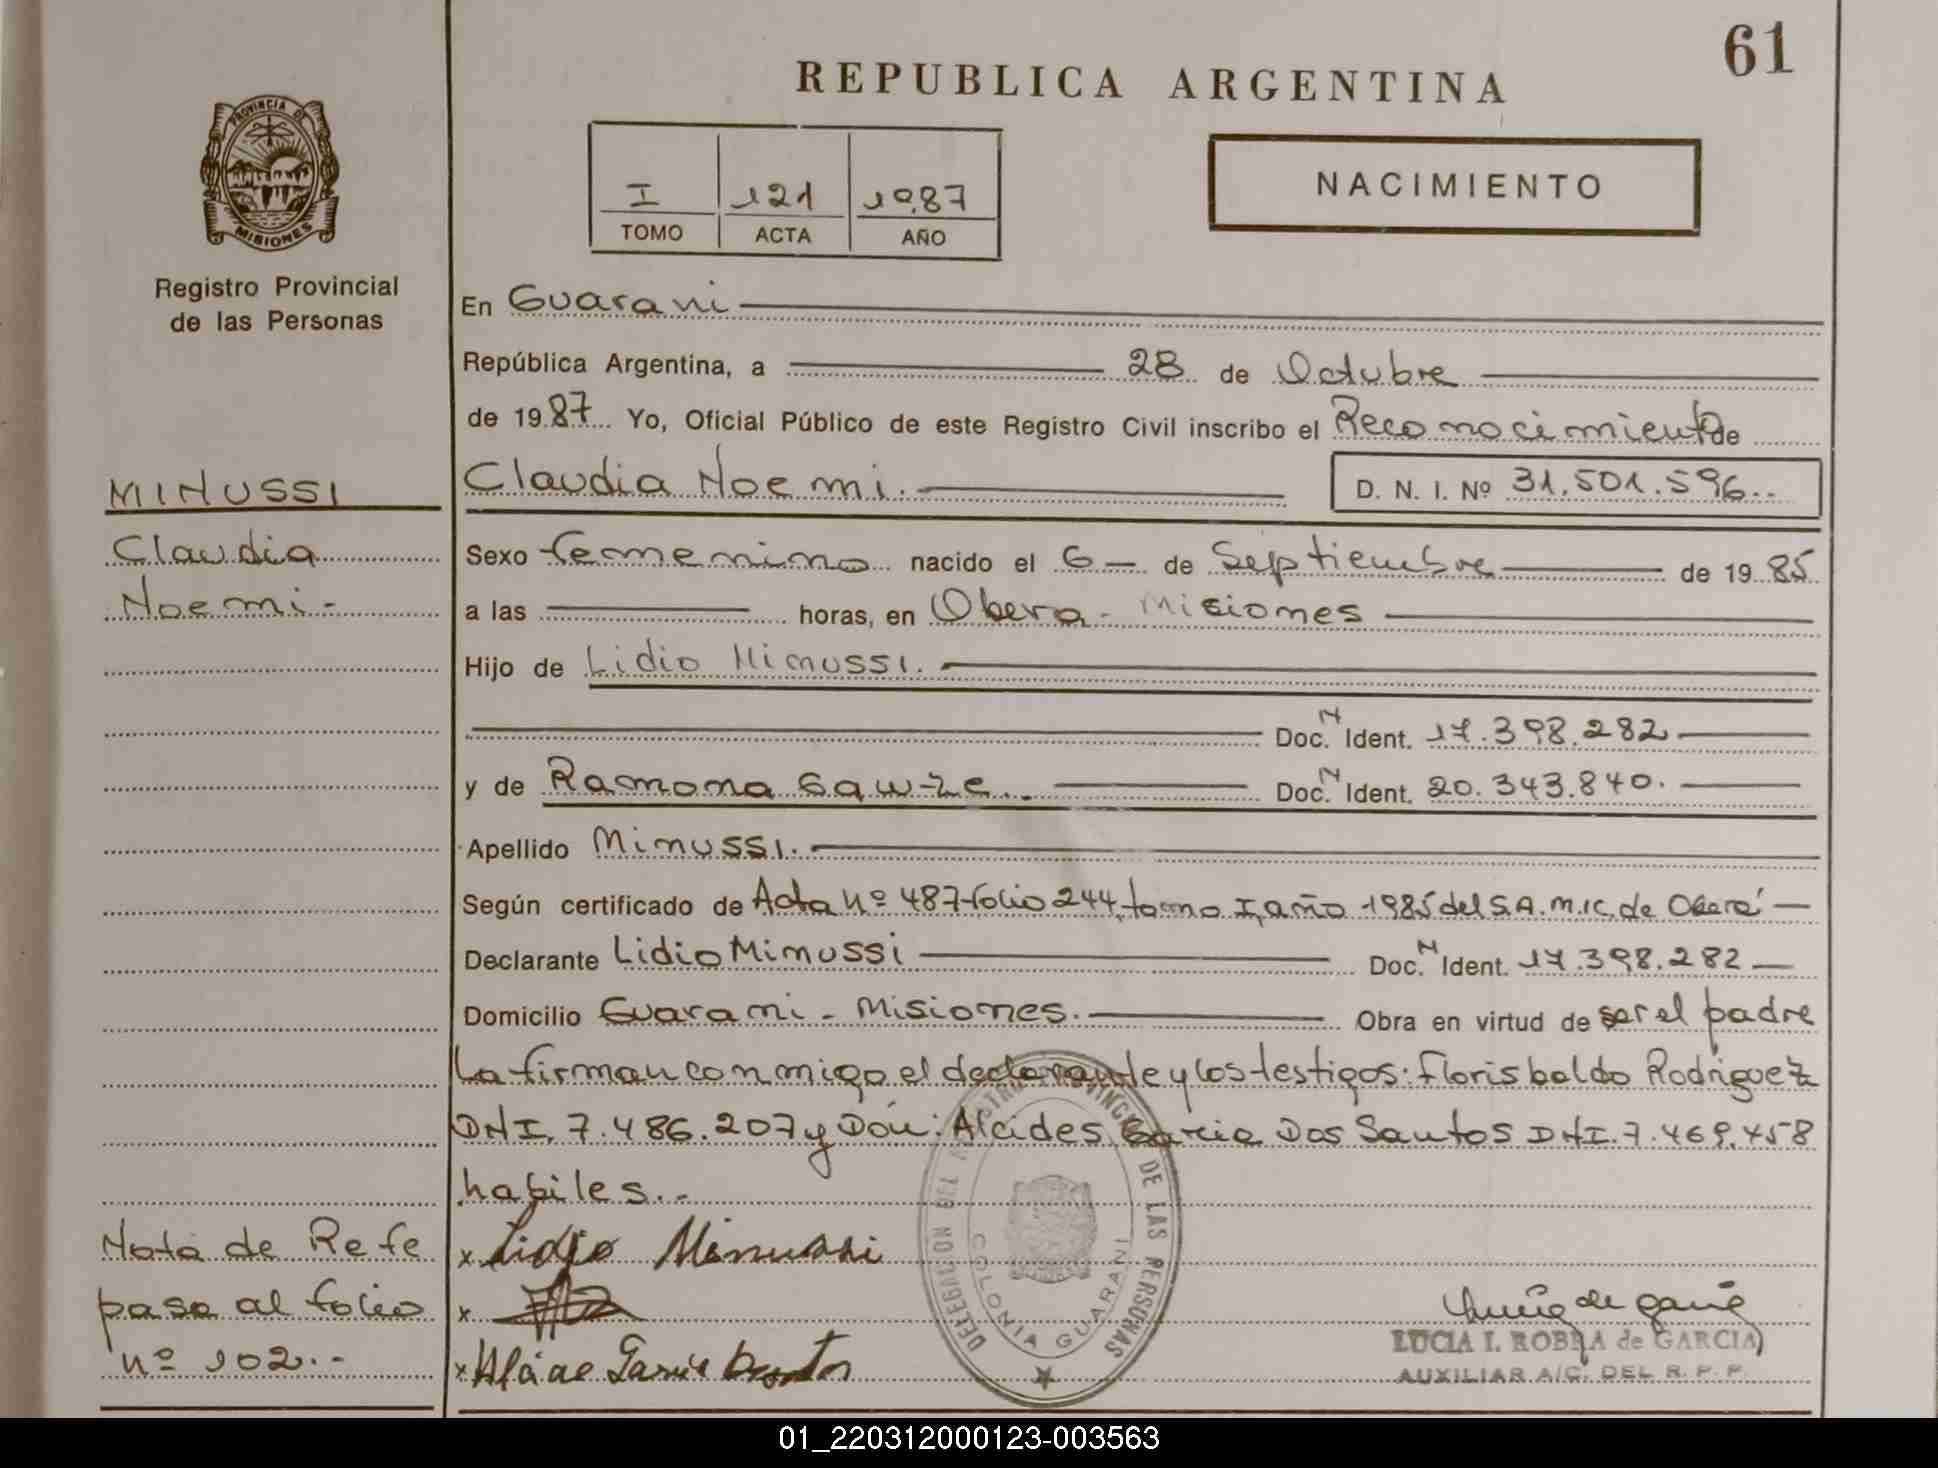 61
REPUBLICA ARGENTINA
PROVINCIA DE
MISIONES
I 121 1987
TOMO ACTA AÑO
NACIMIENTO
Registro Provincial
de las Personas
En Guarani
República Argentina, a 28 de Octubre
de 1987 Yo, Oficial Público de este Registro Civil inscribo el Reconocimiento de
MINUSSI
Claudia Noemi. D. N. I. Nº 31.501.596..
Claudia
Sexo femenino nacido el 6 - de Septiembre de 1985
Noemi -
a las horas, en Obera - Misiones
Hijo de Lidio Minussi.
Doc. N Ident. 17.398.282
y de Ramona Gawze.. Doc. N Ident. 20.343.840.
Apellido Minussi.
Según certificado de Acta Nº 487 folio 244, tomo I, año 1985 del S.A.M.I.C. de Oberá
Declarante Lidio Minussi Doc. N Ident. 17.398.282
Domicilio Guarani - Misiones. Obra en virtud de ser el padre
La firman conmigo el declarante y los testigos: Florisbaldo Rodriguez
DNI. 7.486.207 y Don: Alcides Garcia Dos Santos DNI. 7.469.458
habiles..
Nota de Refe
pasa al folio
nº 102..-
x Lidio Minussi
x
x Garcia
DELEGACION DEL REGISTRO PROVINCIAL DE LAS PERSONAS
COLONIA GUARANI
LUCIA I. ROBRA de GARCIA
AUXILIAR A/C. DEL R. P. P.
01_220312000123-003563